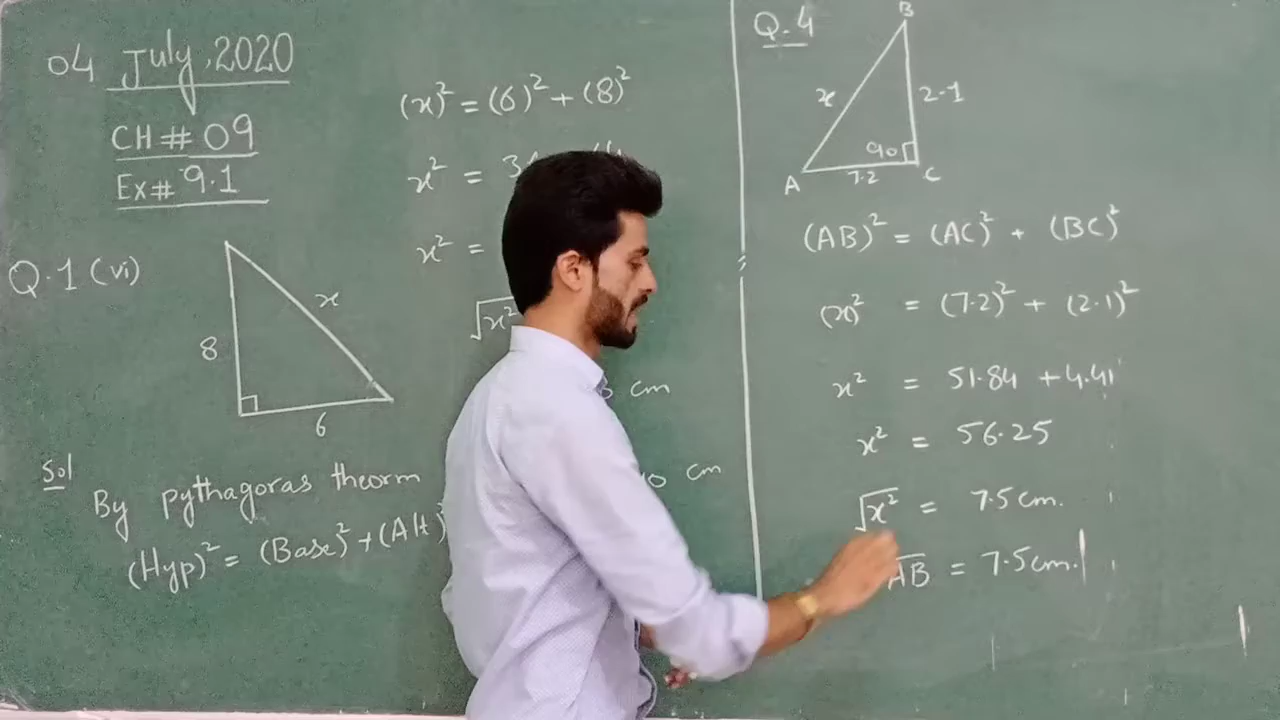 04 July, 2020
CH# 09
Ex# 9.1
Q.1 (vi)
8
x
6
Sol
By pythagoras theorm
(Hyp)² = (Base)² + (Alt)
(x)² = (6)² + (8)²
x² = 3
x² =
√x²
cm
cm
Q.4
B
x
2.1
90
A
7.2
C
(AB)² = (AC)² + (BC)²
(x)² = (7.2)² + (2.1)²
x² = 51.84 + 4.41
x² = 56.25
√x² = 7.5 cm.
AB = 7.5 cm.